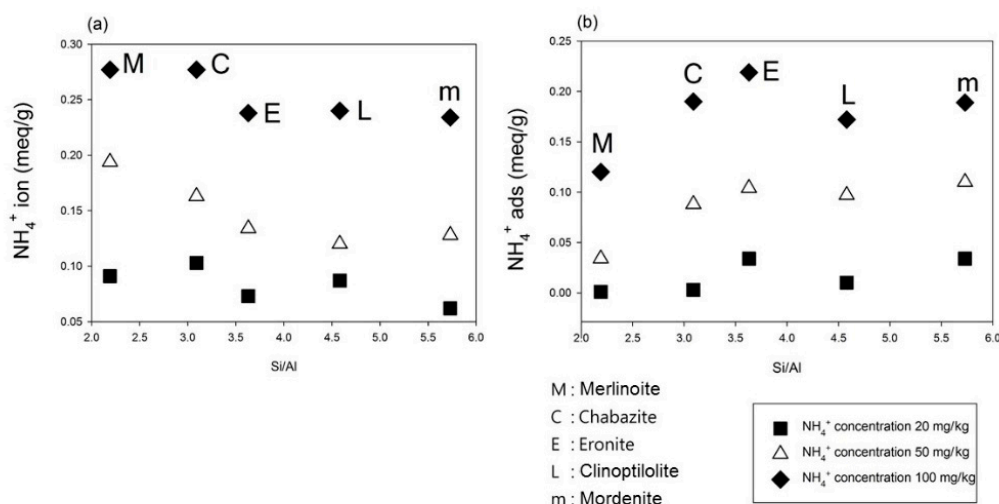 (a)
0.30
0.25
0.20
0.15
0.10
0.05
NH₄⁺ ion (meq/g)
M
C
E
L
m
2.0 2.5 3.0 3.5 4.0 4.5 5.0 5.5 6.0
Si/Al
(b)
0.25
0.20
0.15
0.10
0.05
0.00
NH₄⁺ ads (meq/g)
M
C
E
L
m
2.0 2.5 3.0 3.5 4.0 4.5 5.0 5.5 6.0
Si/Al
M : Merlinoite
C : Chabazite
E : Eronite
L : Clinoptilolite
m : Mordenite
NH₄⁺ concentration 20 mg/kg
NH₄⁺ concentration 50 mg/kg
NH₄⁺ concentration 100 mg/kg